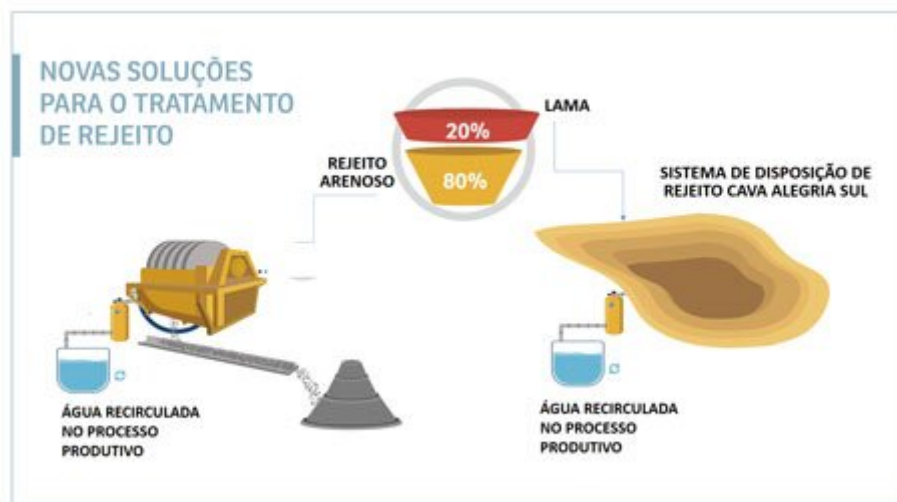 NOVAS SOLUÇÕES
PARA O TRATAMENTO
DE REJEITO
LAMA
20%
REJEITO
ARENOSO
80%
SISTEMA DE DISPOSIÇÃO DE
REJEITO CAVA ALEGRIA SUL
ÁGUA RECIRCULADA
NO PROCESSO
PRODUTIVO
ÁGUA RECIRCULADA
NO PROCESSO
PRODUTIVO